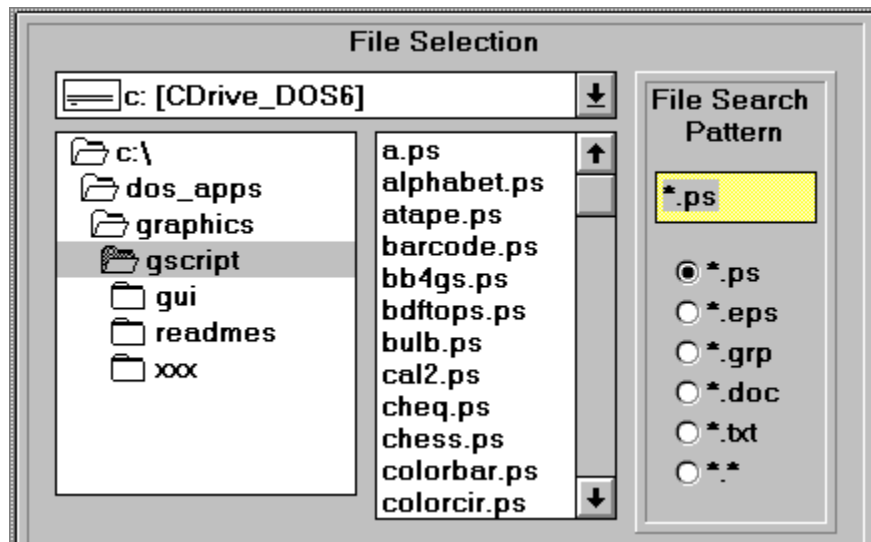 File Selection
c: [CDrive_DOS6]
c:\
dos_apps
graphics
gscript
gui
readmes
xxx
a.ps
alphabet.ps
atape.ps
barcode.ps
bb4gs.ps
bdftops.ps
bulb.ps
cal2.ps
cheq.ps
chess.ps
colorbar.ps
colorcir.ps
File Search
Pattern
*.ps
*.ps
*.eps
*.grp
*.doc
*.txt
*.*